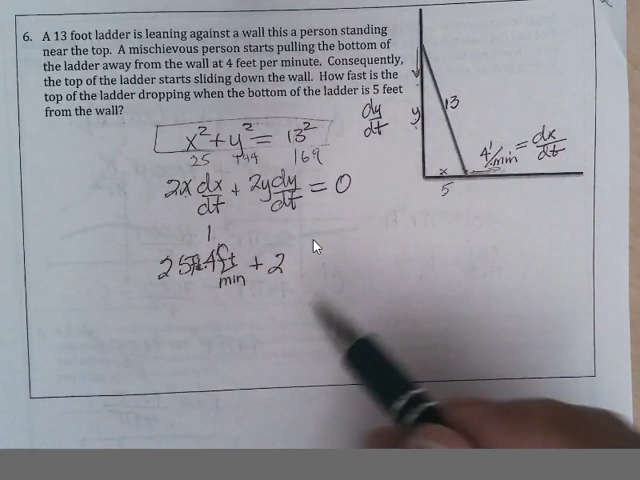 6. A 13 foot ladder is leaning against a wall this a person standing
near the top. A mischievous person starts pulling the bottom of
the ladder away from the wall at 4 feet per minute. Consequently,
the top of the ladder starts sliding down the wall. How fast is the
top of the ladder dropping when the bottom of the ladder is 5 feet
from the wall?
dy/dt
y
13
4'/min = dx/dt
x
5
x² + y² = 13²
25 + 144 169
2x dx/dt + 2y dy/dt = 0
4 ft/min + 2